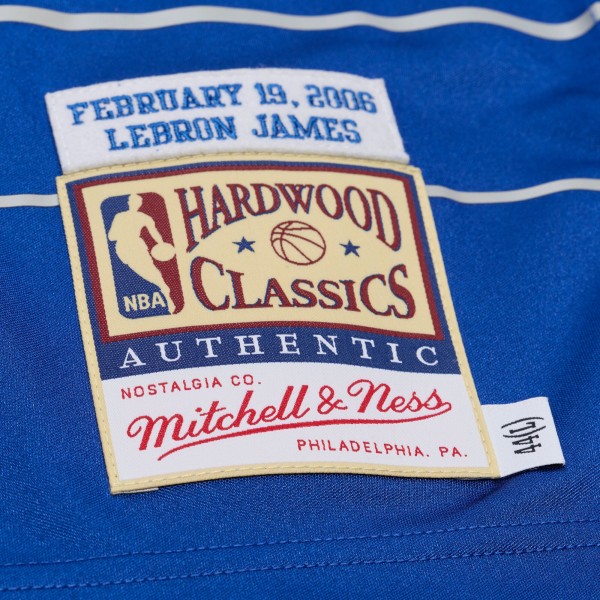 FEBRUARY 19, 2006
LEBRON JAMES
HARDWOOD
CLASSICS
NBA
AUTHENTIC
NOSTALGIA CO.
Mitchell & Ness
PHILADELPHIA, PA.
44(L)